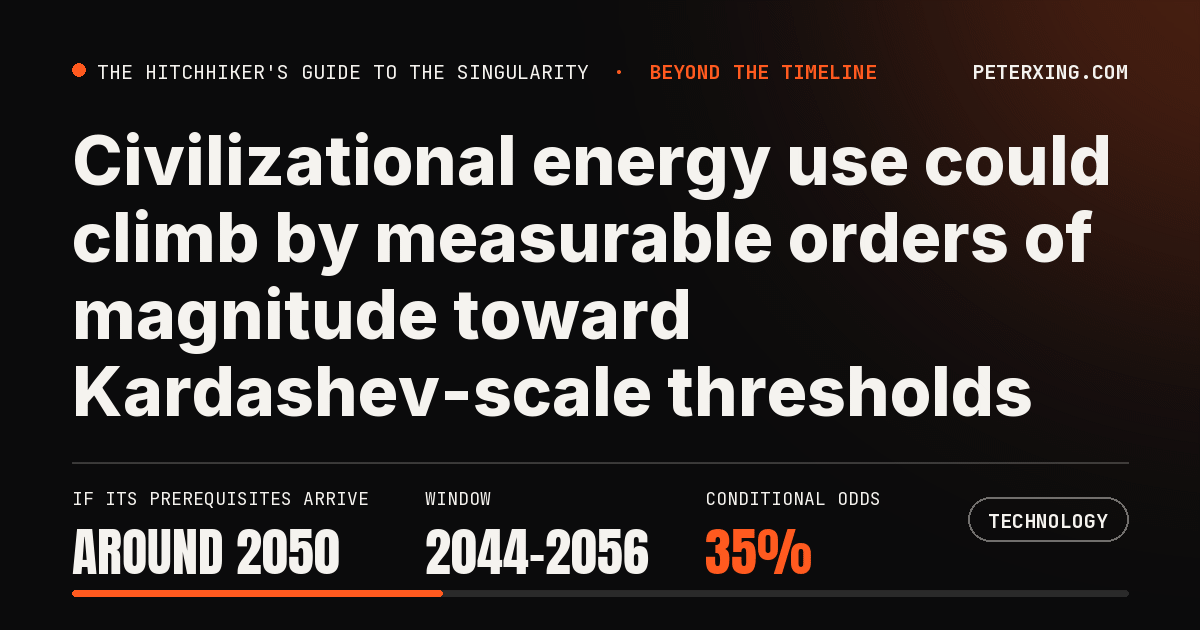 THE HITCHHIKER'S GUIDE TO THE SINGULARITY · BEYOND THE TIMELINE PETERXING.COM
Civilizational energy use could
climb by measurable orders of
magnitude toward
Kardashev-scale thresholds
IF ITS PREREQUISITES ARRIVE WINDOW CONDITIONAL ODDS
AROUND 2050 2044-2056 35% TECHNOLOGY